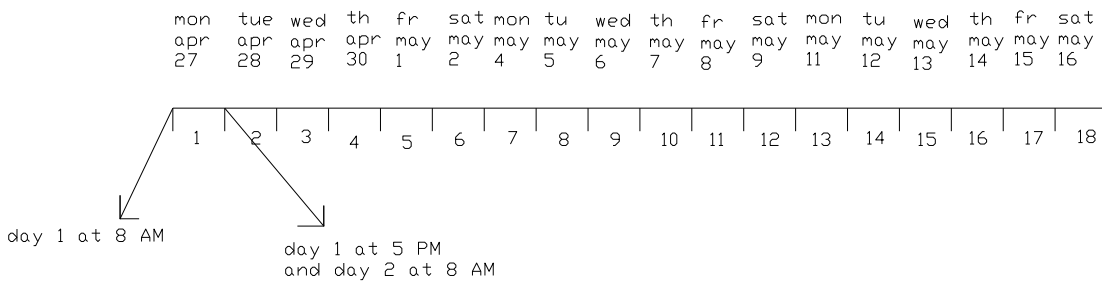 mon tue wed th fr sat mon tu wed th fr sat mon tu wed th fr sat
apr apr apr apr may may may may may may may may may may may may may may
27 28 29 30 1 2 4 5 6 7 8 9 11 12 13 14 15 16
1 2 3 4 5 6 7 8 9 10 11 12 13 14 15 16 17 18
day 1 at 8 AM
day 1 at 5 PM
and day 2 at 8 AM